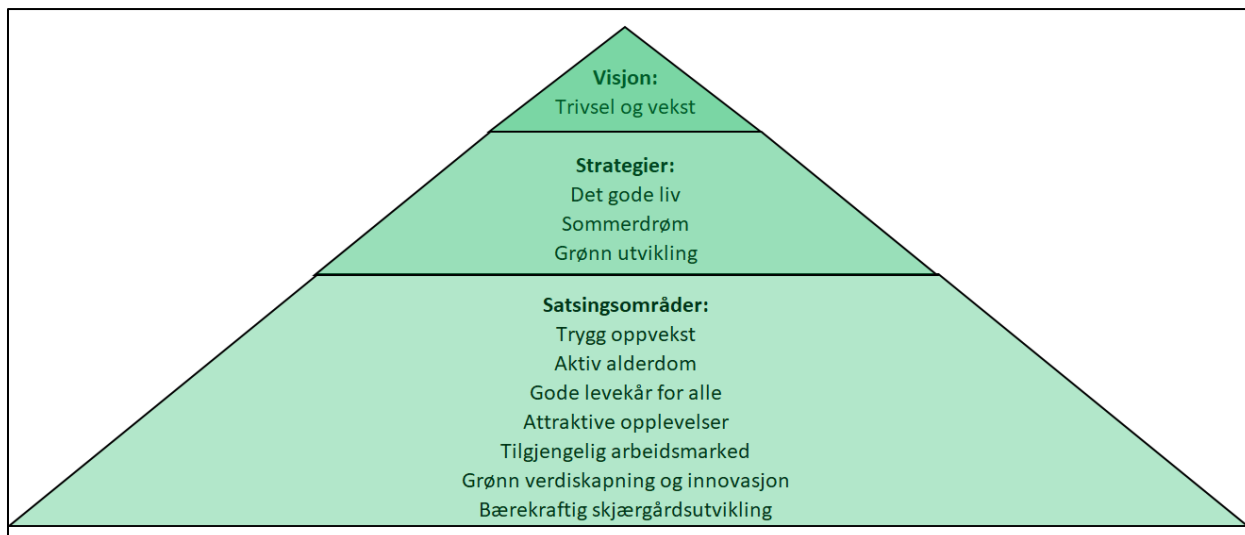 Visjon:
Trivsel og vekst
Strategier:
Det gode liv
Sommerdrøm
Grønn utvikling
Satsingsområder:
Trygg oppvekst
Aktiv alderdom
Gode levekår for alle
Attraktive opplevelser
Tilgjengelig arbeidsmarked
Grønn verdiskapning og innovasjon
Bærekraftig skjærgårdsutvikling